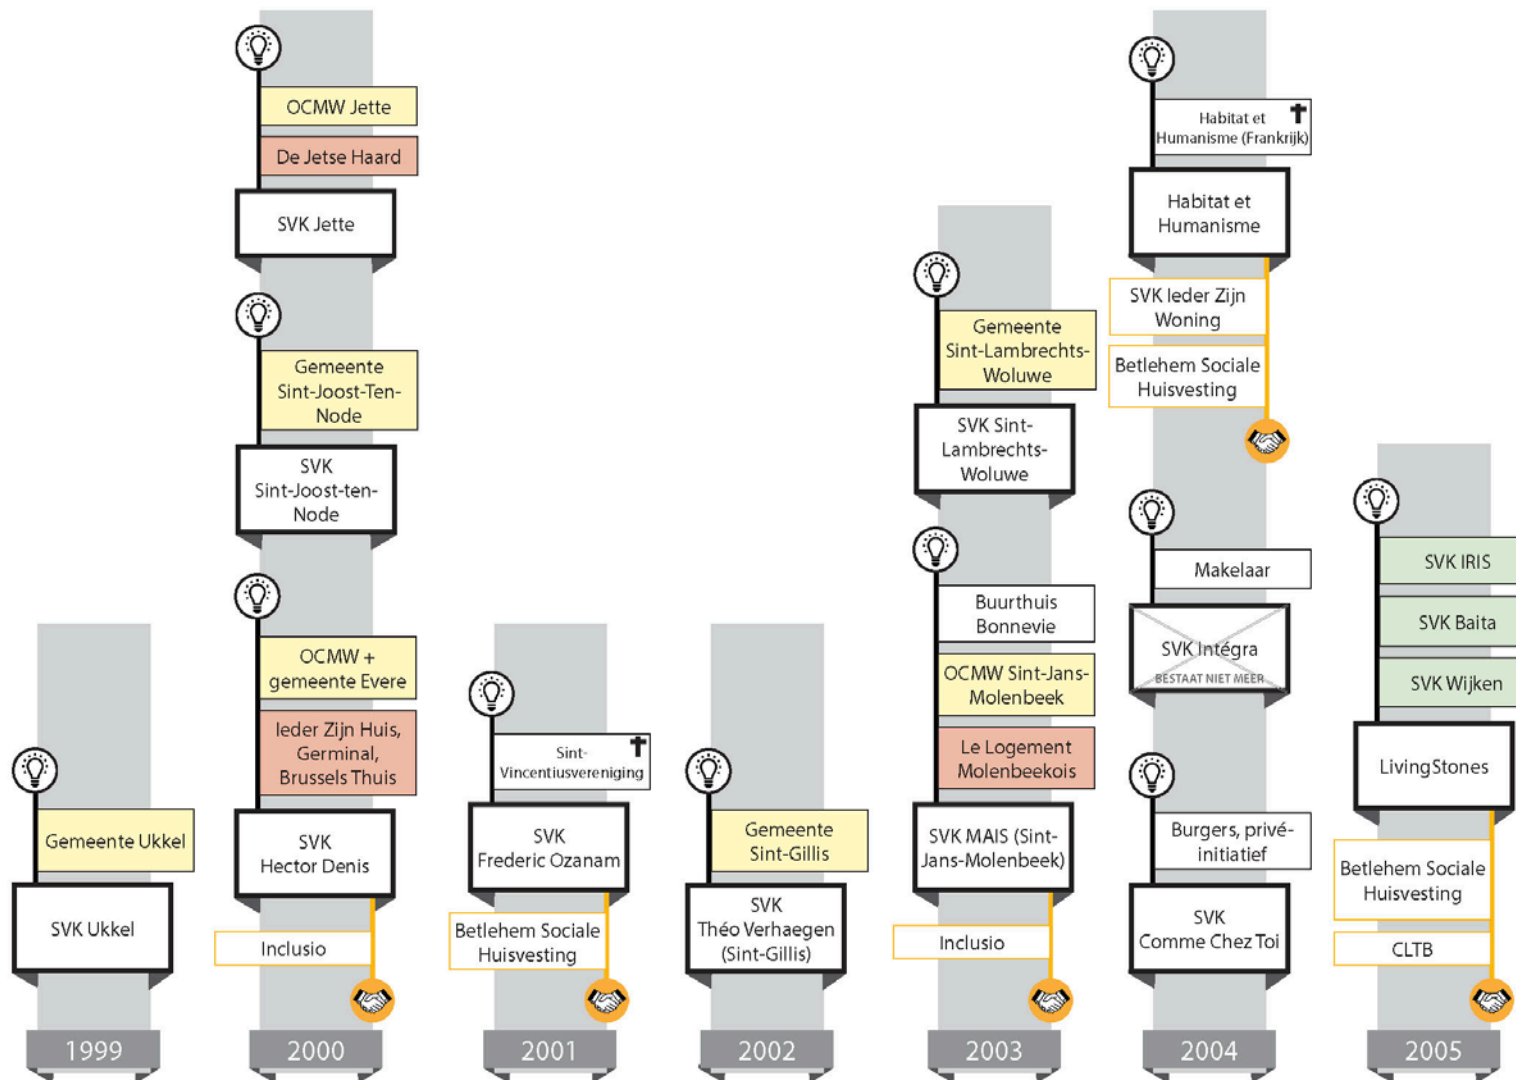 Gemeente Ukkel
SVK Ukkel
1999
OCMW Jette
De Jetse Haard
SVK Jette
Gemeente
Sint-Joost-Ten-
Node
SVK
Sint-Joost-ten-
Node
OCMW +
gemeente Evere
Ieder Zijn Huis,
Germinal,
Brussels Thuis
SVK
Hector Denis
Inclusio
2000
Sint-
Vincentiusvereniging
SVK
Frederic Ozanam
Betlehem Sociale
Huisvesting
2001
Gemeente
Sint-Gillis
SVK
Théo Verhaegen
(Sint-Gillis)
2002
Gemeente
Sint-Lambrechts-
Woluwe
SVK Sint-
Lambrechts-
Woluwe
Buurthuis
Bonnevie
OCMW Sint-Jans-
Molenbeek
Le Logement
Molenbeekois
SVK MAIS (Sint-
Jans-Molenbeek)
Inclusio
2003
Habitat et
Humanisme (Frankrijk)
Habitat et
Humanisme
SVK Ieder Zijn
Woning
Betlehem Sociale
Huisvesting
Makelaar
SVK Intégra
BESTAAT NIET MEER
Burgers, privé-
initiatief
SVK
Comme Chez Toi
2004
SVK IRIS
SVK Baita
SVK Wijken
LivingStones
Betlehem Sociale
Huisvesting
CLTB
2005